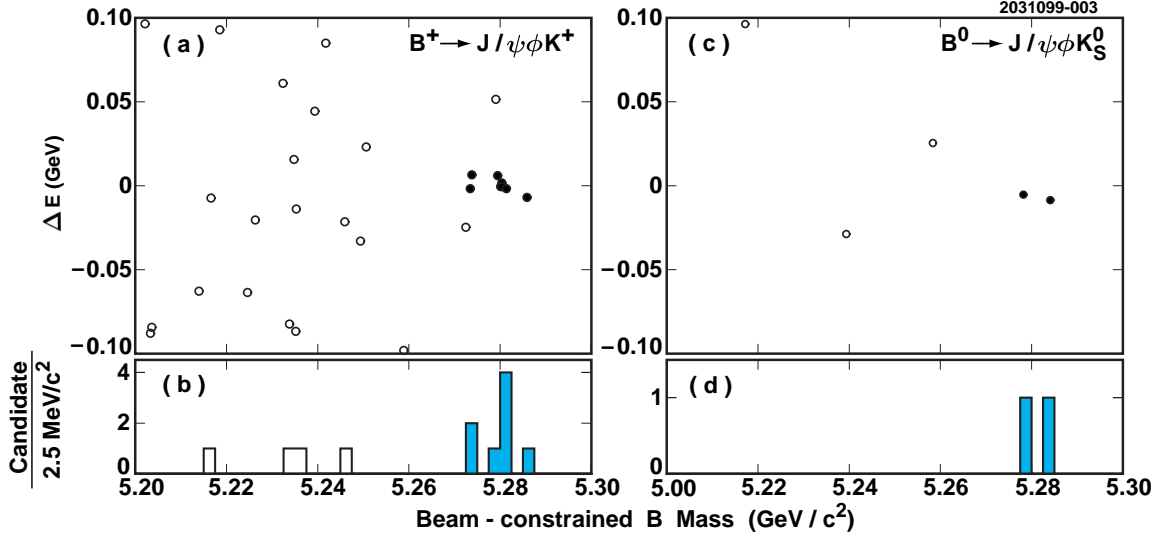 2031099-003
0.10
0.05
0
−0.05
−0.10
Δ E (GeV)
( a )
B+ → J / ψφK+
( c )
B0 → J / ψφK0S
0.10
0.05
0
−0.05
−0.10
Candidate
2.5 MeV/c2
4
2
0
( b )
1
0
( d )
5.20 5.22 5.24 5.26 5.28 5.30
5.00 5.22 5.24 5.26 5.28 5.30
Beam - constrained B Mass (GeV / c2)